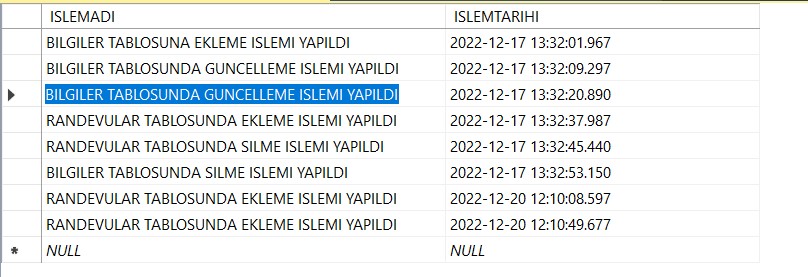 ISLEMADI ISLEMTARIHI
BILGILER TABLOSUNA EKLEME ISLEMI YAPILDI 2022-12-17 13:32:01.967
BILGILER TABLOSUNDA GUNCELLEME ISLEMI YAPILDI 2022-12-17 13:32:09.297
BILGILER TABLOSUNDA GUNCELLEME ISLEMI YAPILDI 2022-12-17 13:32:20.890
RANDEVULAR TABLOSUNDA EKLEME ISLEMI YAPILDI 2022-12-17 13:32:37.987
RANDEVULAR TABLOSUNDA SILME ISLEMI YAPILDI 2022-12-17 13:32:45.440
BILGILER TABLOSUNDA SILME ISLEMI YAPILDI 2022-12-17 13:32:53.150
RANDEVULAR TABLOSUNDA EKLEME ISLEMI YAPILDI 2022-12-20 12:10:08.597
RANDEVULAR TABLOSUNDA EKLEME ISLEMI YAPILDI 2022-12-20 12:10:49.677
NULL NULL